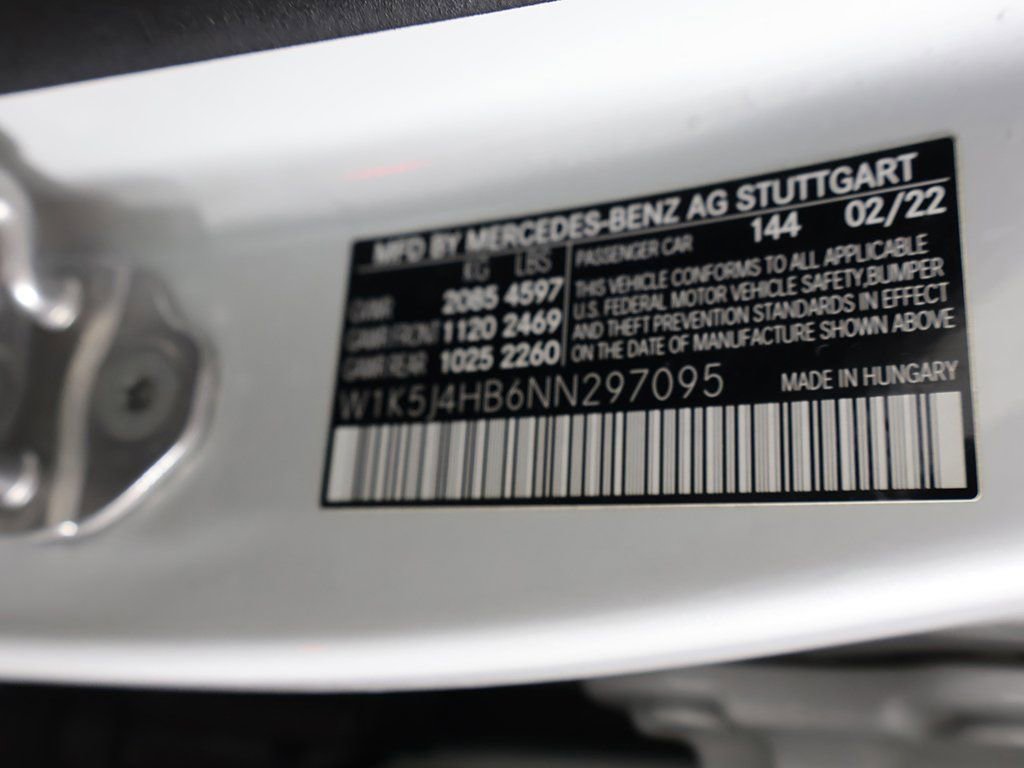 MFD BY MERCEDES-BENZ AG STUTTGART
KG LBS
GVWR 2085 4597
GAWR FRONT 1120 2469
GAWR REAR 1025 2260
PASSENGER CAR 144 02/22
THIS VEHICLE CONFORMS TO ALL APPLICABLE
U.S. FEDERAL MOTOR VEHICLE SAFETY,BUMPER
AND THEFT PREVENTION STANDARDS IN EFFECT
ON THE DATE OF MANUFACTURE SHOWN ABOVE
W1K5J4HB6NN297095 MADE IN HUNGARY